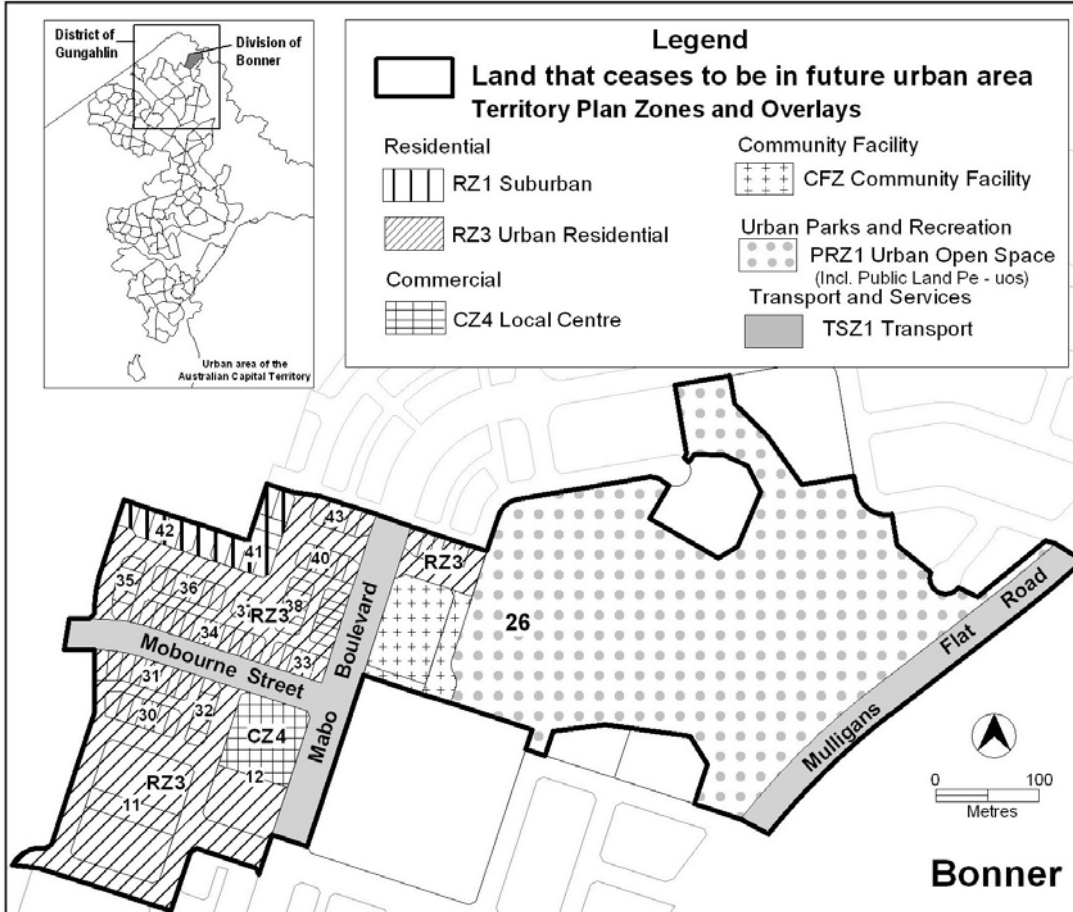 District of
Gungahlin
Division of
Bonner
Urban area of the
Australian Capital Territory
Legend
Land that ceases to be in future urban area
Territory Plan Zones and Overlays
Residential
RZ1 Suburban
RZ3 Urban Residential
Commercial
CZ4 Local Centre
Community Facility
CFZ Community Facility
Urban Parks and Recreation
PRZ1 Urban Open Space
(Incl. Public Land Pe - uos)
Transport and Services
TSZ1 Transport
43
42
41
40
RZ3
35
36
38
RZ3
34
33
26
Mobourne Street
Mabo Boulevard
Mulligans Flat Road
31
30
32
CZ4
12
RZ3
11
0 100
Metres
Bonner